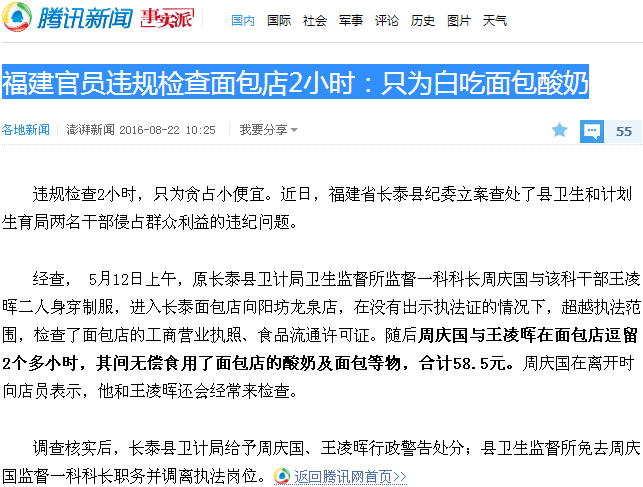 腾讯新闻 事实派 国内 国际 社会 军事 评论 历史 图片 天气
福建官员违规检查面包店2小时：只为白吃面包酸奶
各地新闻 澎湃新闻 2016-08-22 10:25 我要分享 55
违规检查2小时，只为贪占小便宜。近日，福建省长泰县纪委立案查处了县卫生和计划
生育局两名干部侵占群众利益的违纪问题。
经查， 5月12日上午，原长泰县卫计局卫生监督所监督一科科长周庆国与该科干部王凌
晖二人身穿制服，进入长泰面包店向阳坊龙泉店，在没有出示执法证的情况下，超越执法范
围，检查了面包店的工商营业执照、食品流通许可证。随后周庆国与王凌晖在面包店逗留
2个多小时，其间无偿食用了面包店的酸奶及面包等物，合计58.5元。周庆国在离开时
向店员表示，他和王凌晖还会经常来检查。
调查核实后，长泰县卫计局给予周庆国、王凌晖行政警告处分；县卫生监督所免去周庆
国监督一科科长职务并调离执法岗位。 返回腾讯网首页>>